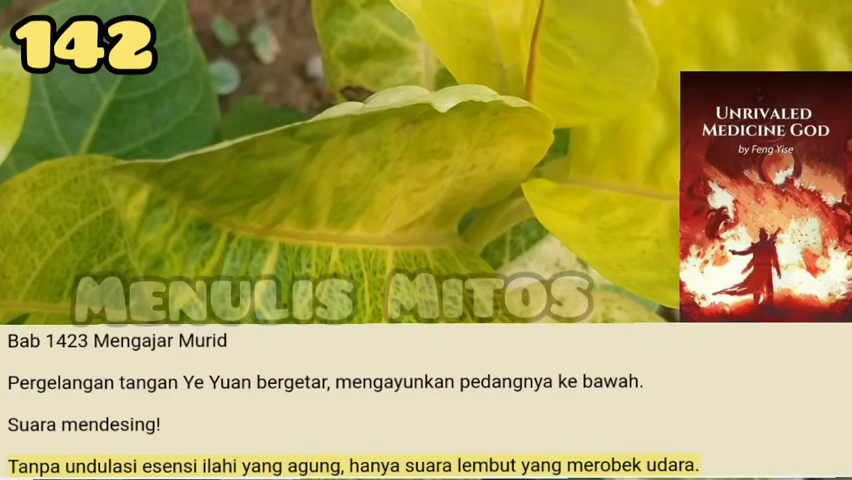 142
UNRIVALED
MEDICINE GOD
by Feng Yise
MENULIS MITOS
Bab 1423 Mengajar Murid
Pergelangan tangan Ye Yuan bergetar, mengayunkan pedangnya ke bawah.
Suara mendesing!
Tanpa undulasi esensi ilahi yang agung, hanya suara lembut yang merobek udara.